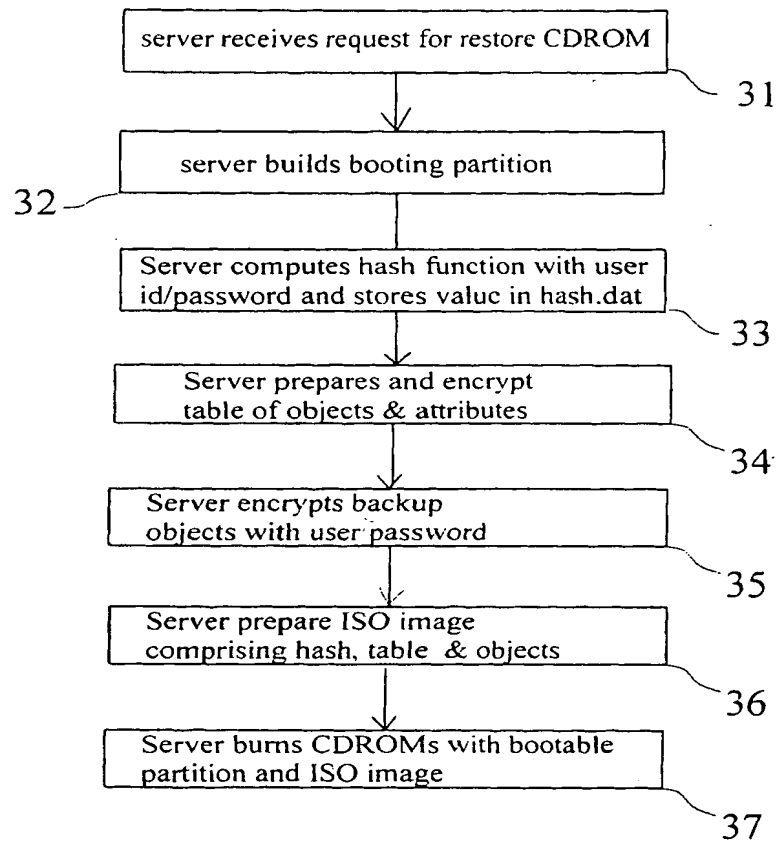 server receives request for restore CDROM
31
server builds booting partition
32
Server computes hash function with user
id/password and stores value in hash.dat
33
Server prepares and encrypt
table of objects & attributes
34
Server encrypts backup
objects with user password
35
Server prepare ISO image
comprising hash, table & objects
36
Server burns CDROMs with bootable
partition and ISO image
37